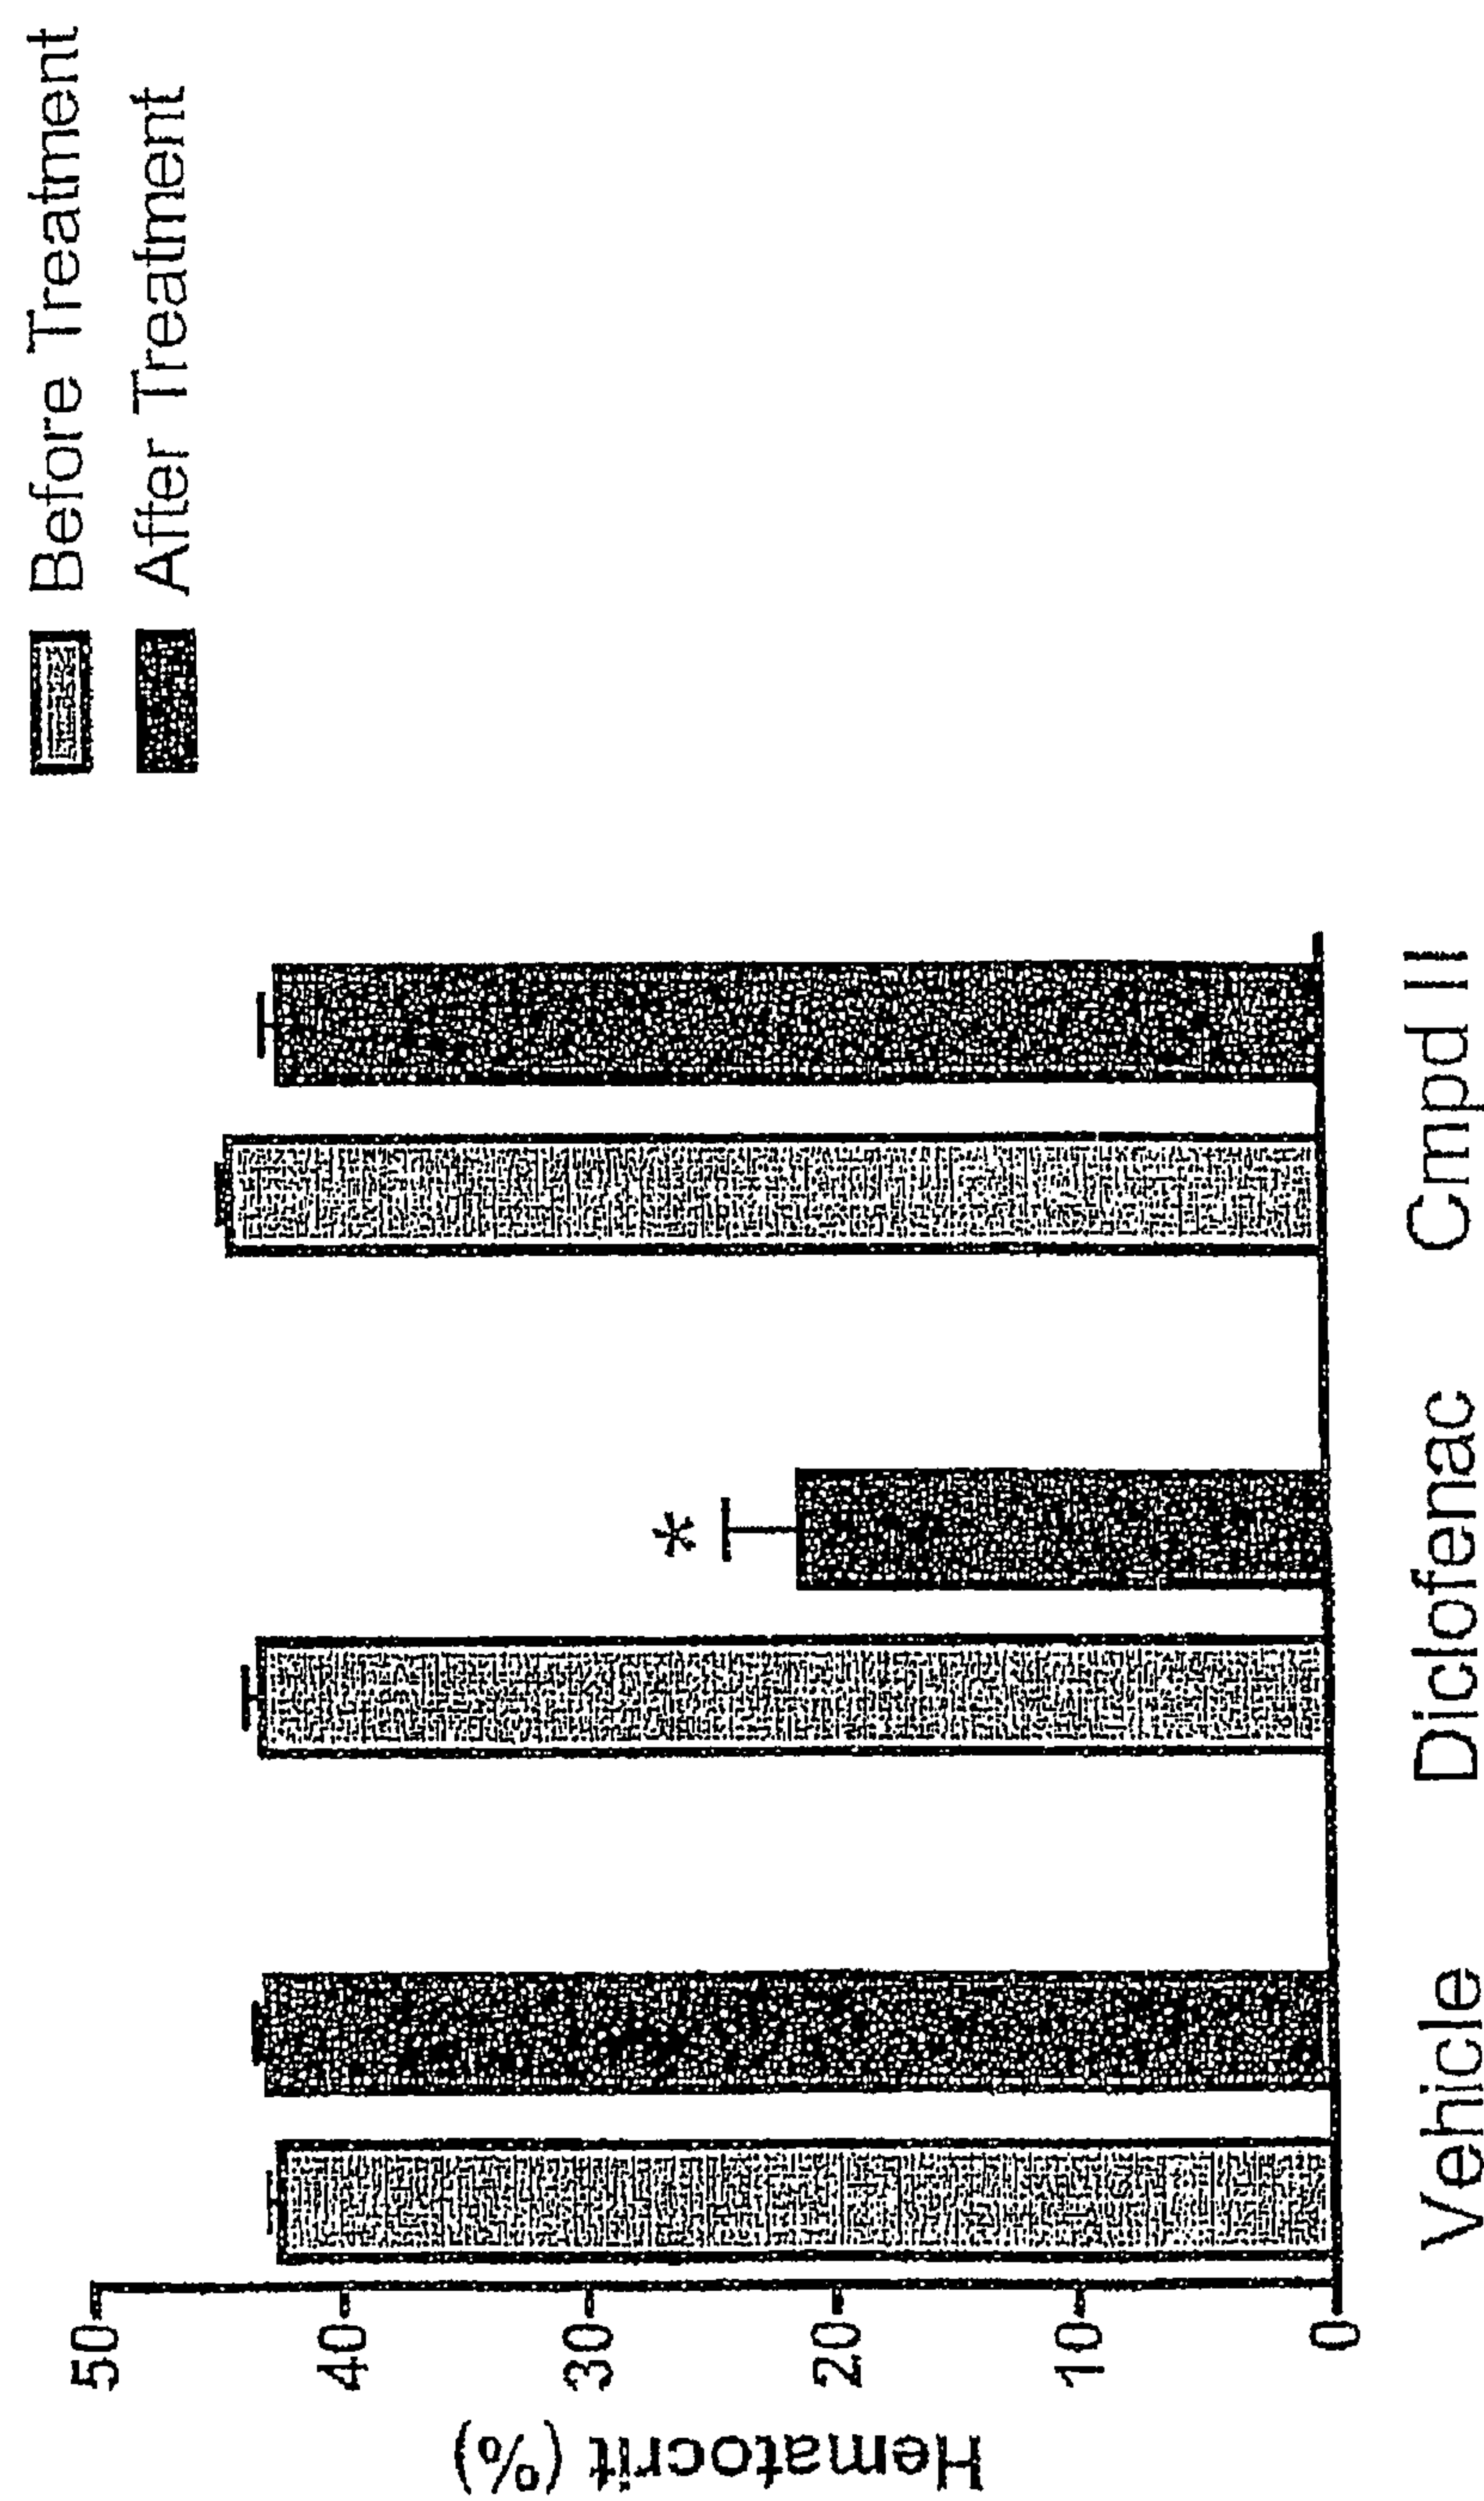 Before Treatment
After Treatment
Hematocrit (%)
50
40
30
20
10
0
*
Vehicle
Diclofenac
Cmpd II